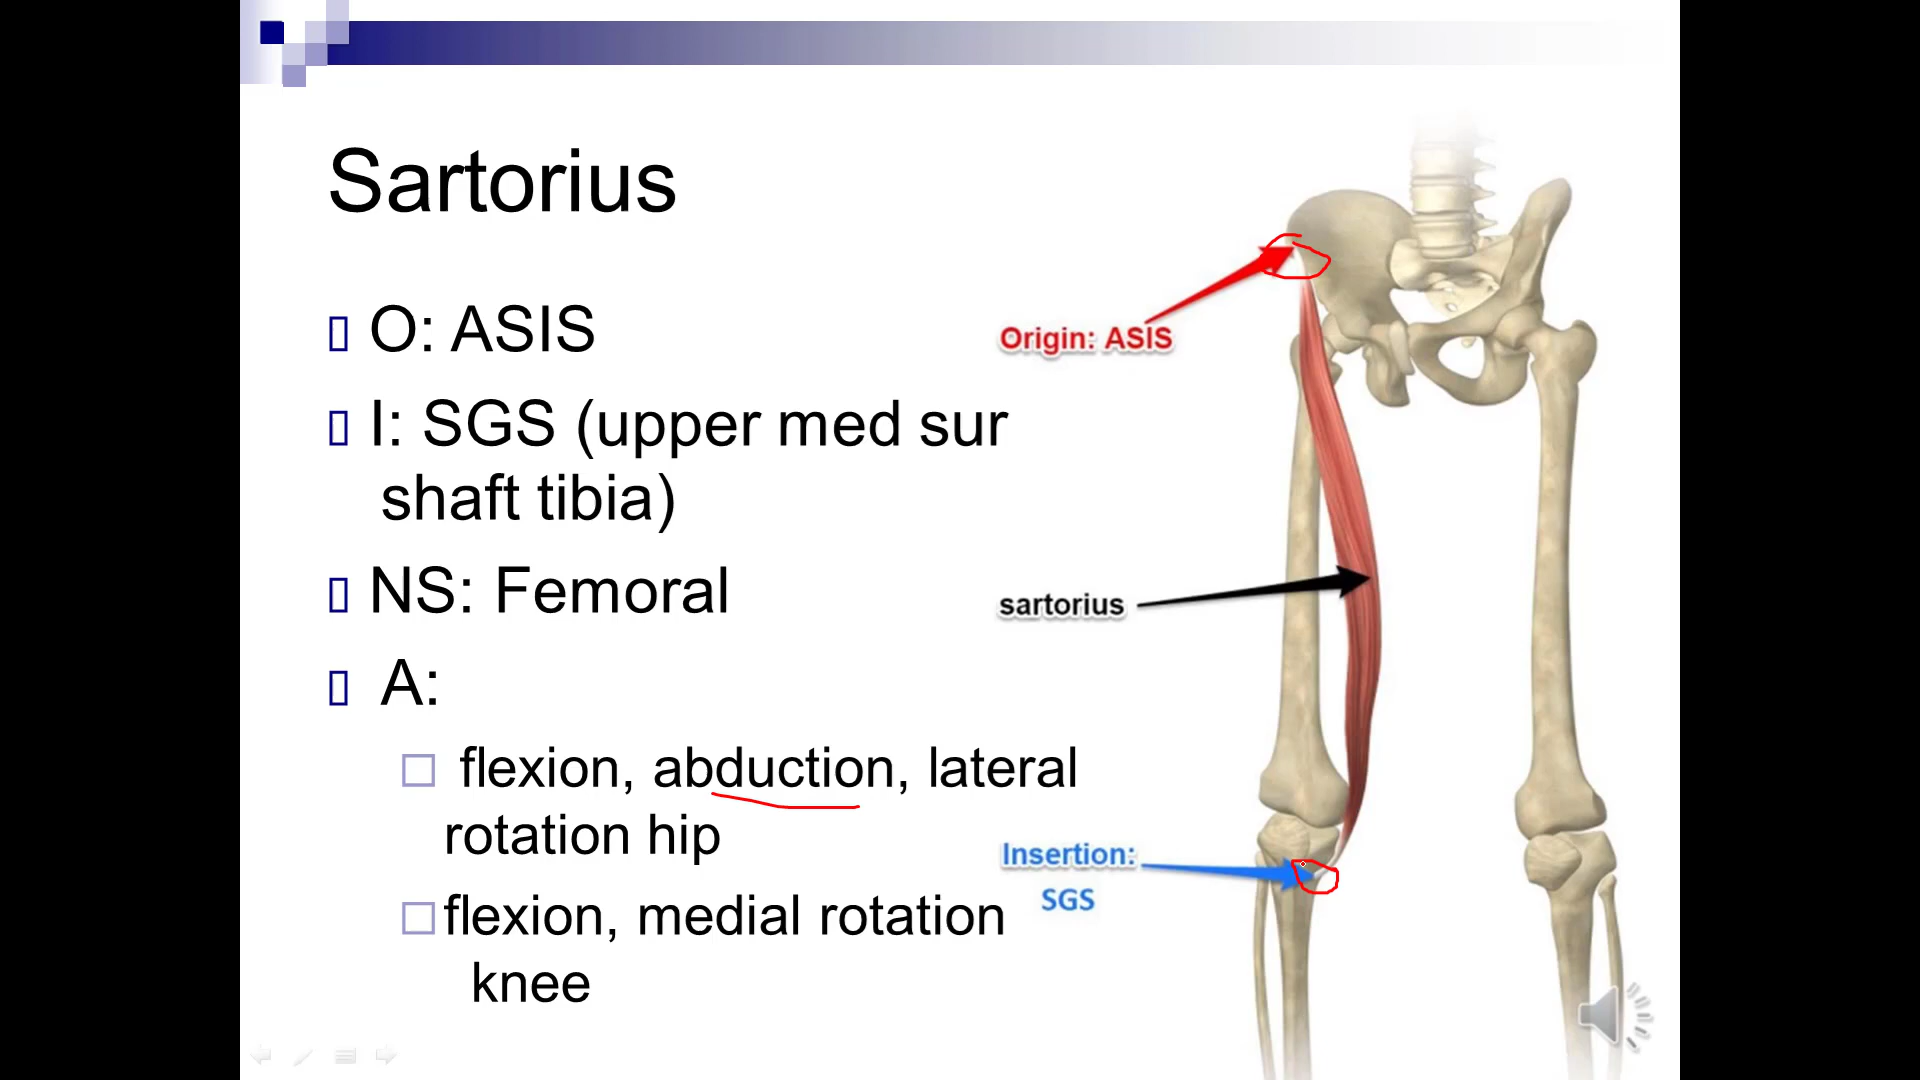 Sartorius
O: ASIS
I: SGS (upper med sur
shaft tibia)
NS: Femoral
A:
flexion, abduction, lateral
rotation hip
flexion, medial rotation
knee
Origin: ASIS
sartorius
Insertion:
SGS